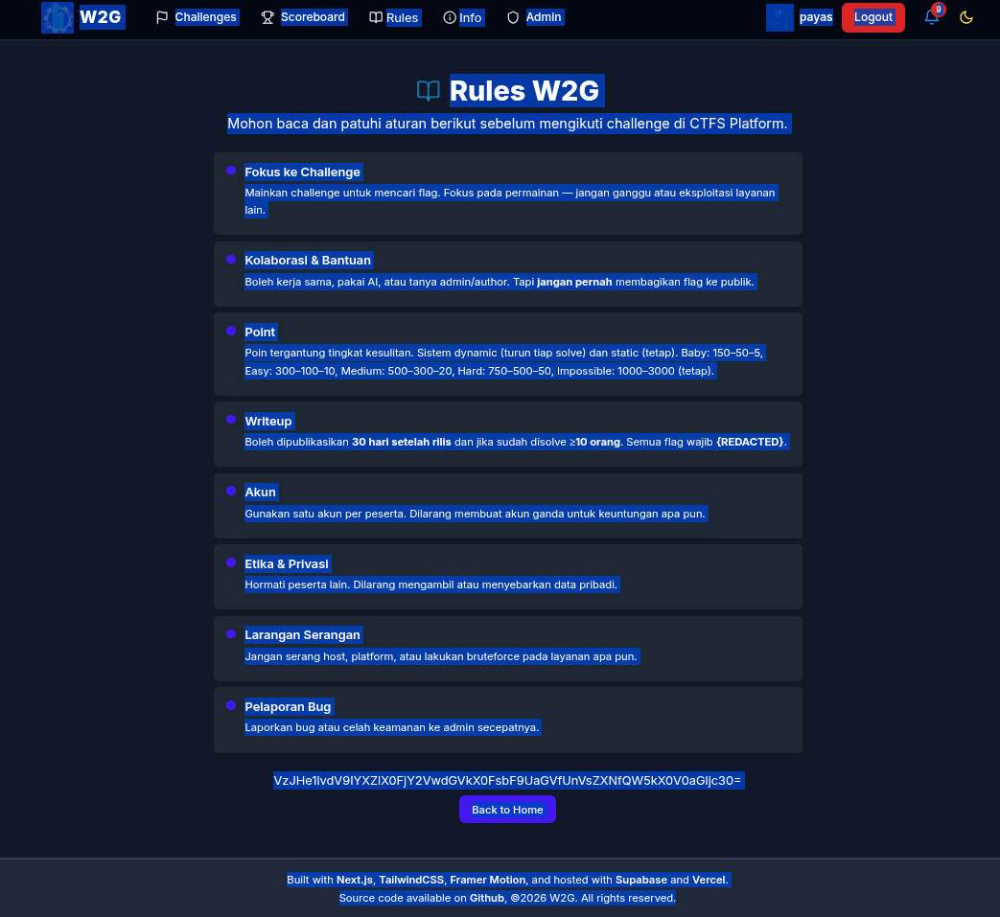 W2G
Challenges
Scoreboard
Rules
Info
Admin
payas
Logout
9
Rules W2G
Mohon baca dan patuhi aturan berikut sebelum mengikuti challenge di CTFS Platform.
Fokus ke Challenge
Mainkan challenge untuk mencari flag. Fokus pada permainan — jangan ganggu atau eksploitasi layanan
lain.
Kolaborasi & Bantuan
Boleh kerja sama, pakai AI, atau tanya admin/author. Tapi jangan pernah membagikan flag ke publik.
Point
Poin tergantung tingkat kesulitan. Sistem dynamic (turun tiap solve) dan static (tetap). Baby: 150–50–5,
Easy: 300–100–10, Medium: 500–300–20, Hard: 750–500–50, Impossible: 1000–3000 (tetap).
Writeup
Boleh dipublikasikan 30 hari setelah rilis dan jika sudah disolve ≥10 orang. Semua flag wajib {REDACTED}.
Akun
Gunakan satu akun per peserta. Dilarang membuat akun ganda untuk keuntungan apa pun.
Etika & Privasi
Hormati peserta lain. Dilarang mengambil atau menyebarkan data pribadi.
Larangan Serangan
Jangan serang host, platform, atau lakukan bruteforce pada layanan apa pun.
Pelaporan Bug
Laporkan bug atau celah keamanan ke admin secepatnya.
VzJHe1lvdV9IYXZlX0FjY2VwdGVkX0FsbF9UaGVfUnVsZXNfQW5kX0V0aGljc30=
Back to Home
Built with Next.js, TailwindCSS, Framer Motion, and hosted with Supabase and Vercel.
Source code available on Github, ©2026 W2G. All rights reserved.